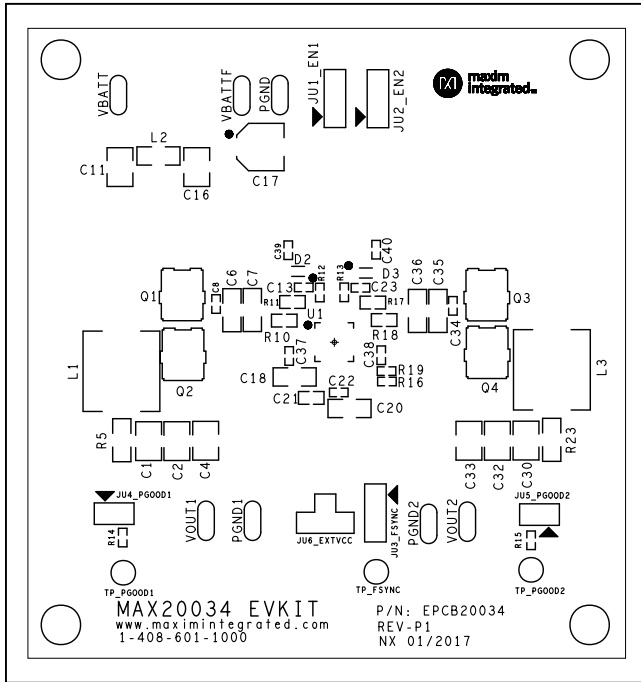 VBATT
VBATTF
PGND
JU1_EN1
JU2_EN2
maxim
integrated™
L2
C11
C16
C17
C39
D2
R12
R13
C40
D3
C13
C23
Q1
C8
C6
C7
R11
R17
C36
C35
Q3
C34
U1
R10
R18
L1
Q2
C37
C38
C18
R19
R16
Q4
L3
C22
C21
C20
R5
C1
C2
C4
C33
C32
C30
R23
JU4_PGOOD1
R14
VOUT1
PGND1
JU6_EXTVCC
JU3_FSYNC
PGND2
VOUT2
JU5_PGOOD2
R15
TP_PGOOD1
TP_FSYNC
TP_PGOOD2
MAX20034 EVKIT
www.maximintegrated.com
1-408-601-1000
P/N: EPCB20034
REV-P1
NX 01/2017